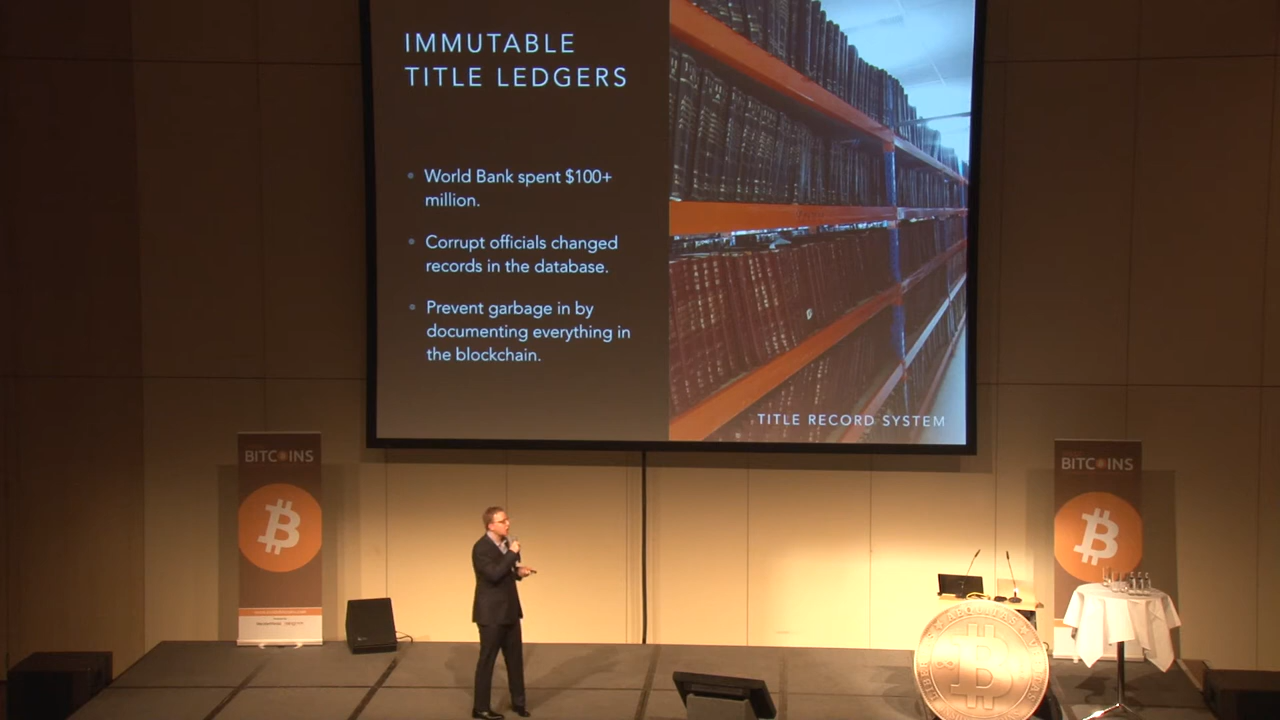 IMMUTABLE
TITLE LEDGERS
• World Bank spent $100+
million.
• Corrupt officials changed
records in the database.
• Prevent garbage in by
documenting everything in
the blockchain.
TITLE RECORD SYSTEM
BITCOINS
BITCOINS